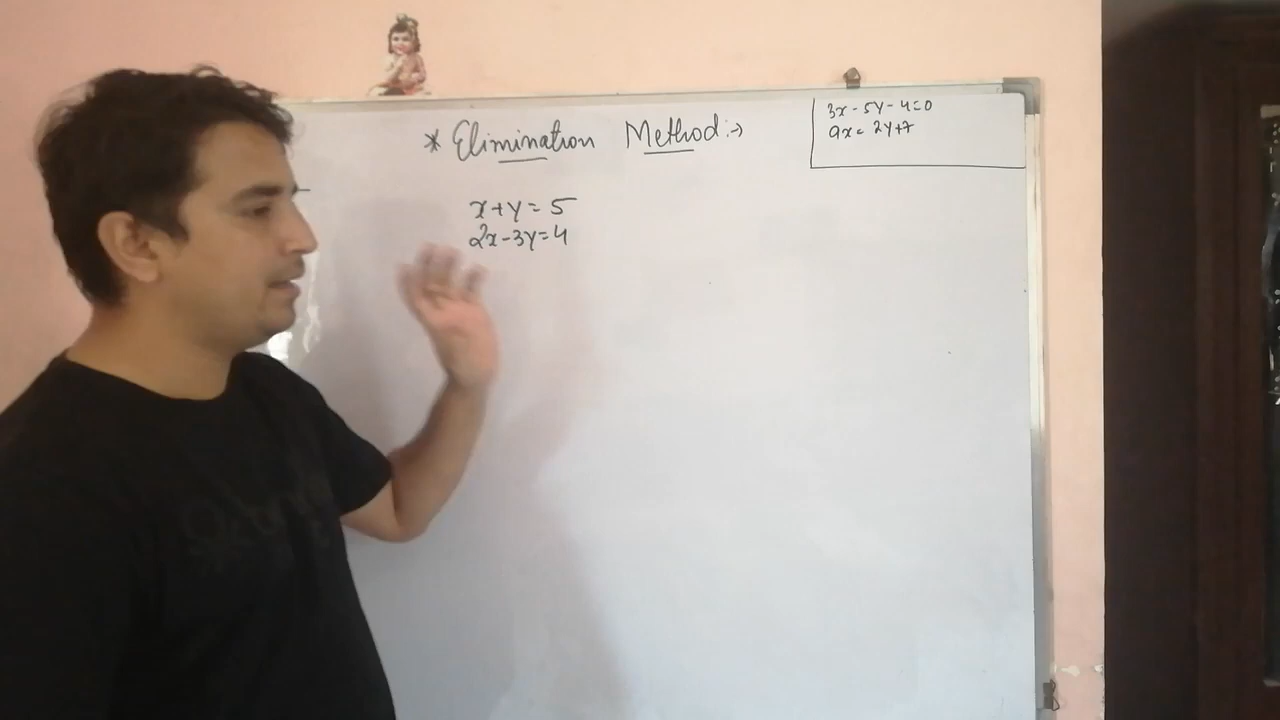 * Elimination Method:→
3x-5y-4=0
9x=2y+7
x+y=5
2x-3y=4